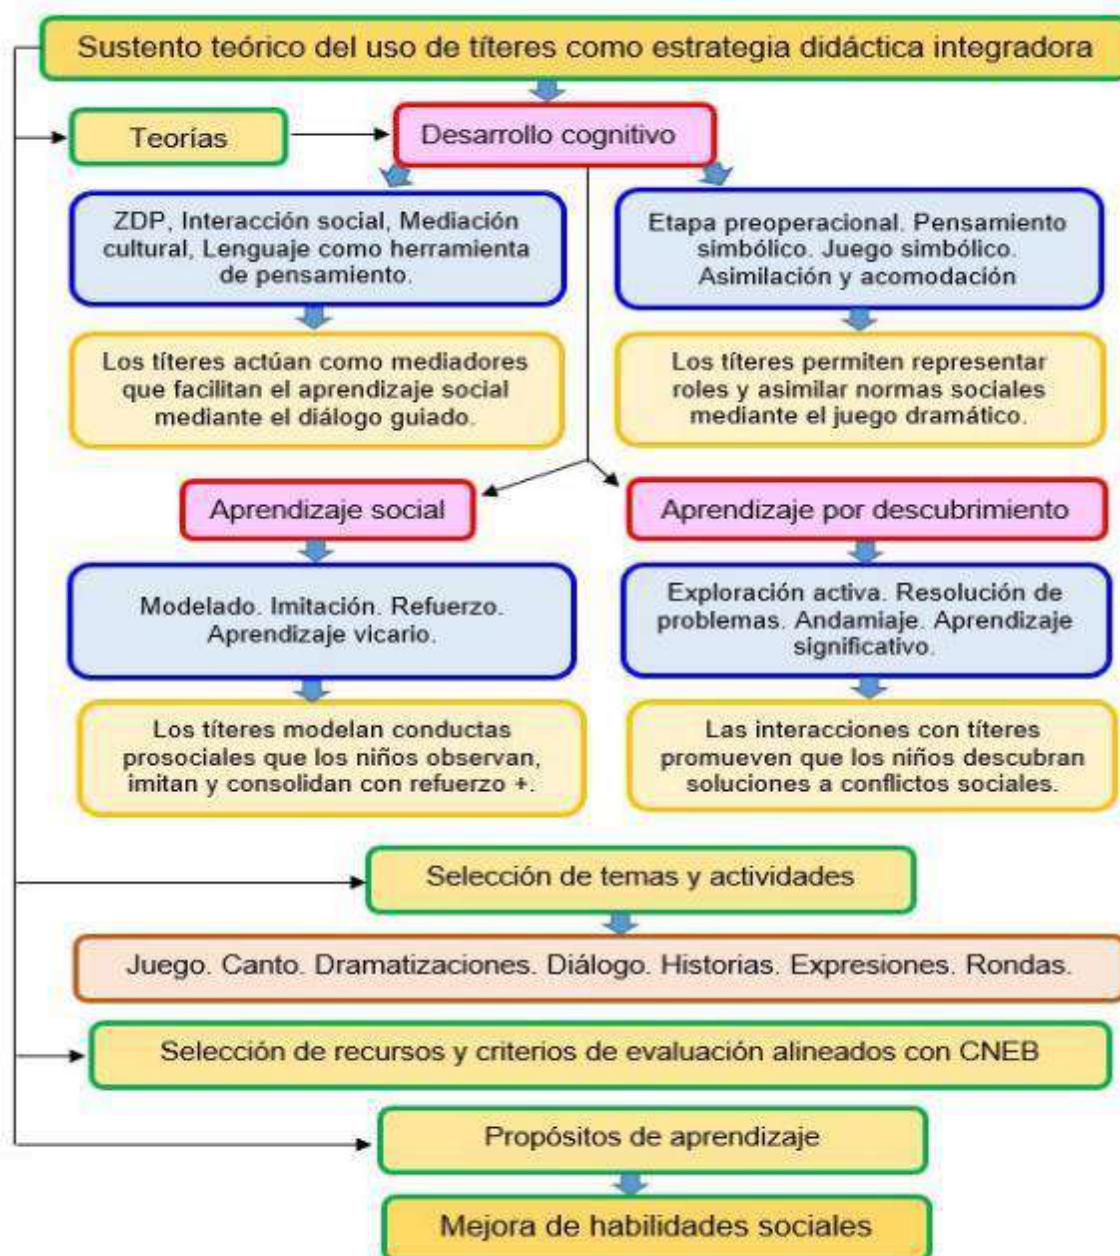 Sustento teórico del uso de títeres como estrategia didáctica integradora
Teorías
Desarrollo cognitivo
ZDP, Interacción social, Mediación
cultural, Lenguaje como herramienta
de pensamiento.
Etapa preoperacional. Pensamiento
simbólico. Juego simbólico.
Asimilación y acomodación
Los títeres actúan como mediadores
que facilitan el aprendizaje social
mediante el diálogo guiado.
Los títeres permiten representar
roles y asimilar normas sociales
mediante el juego dramático.
Aprendizaje social
Aprendizaje por descubrimiento
Modelado. Imitación. Refuerzo.
Aprendizaje vicario.
Exploración activa. Resolución de
problemas. Andamiaje. Aprendizaje
significativo.
Los títeres modelan conductas
prosociales que los niños observan,
imitan y consolidan con refuerzo +.
Las interacciones con títeres
promueven que los niños descubran
soluciones a conflictos sociales.
Selección de temas y actividades
Juego. Canto. Dramatizaciones. Diálogo. Historias. Expresiones. Rondas.
Selección de recursos y criterios de evaluación alineados con CNEB
Propósitos de aprendizaje
Mejora de habilidades sociales